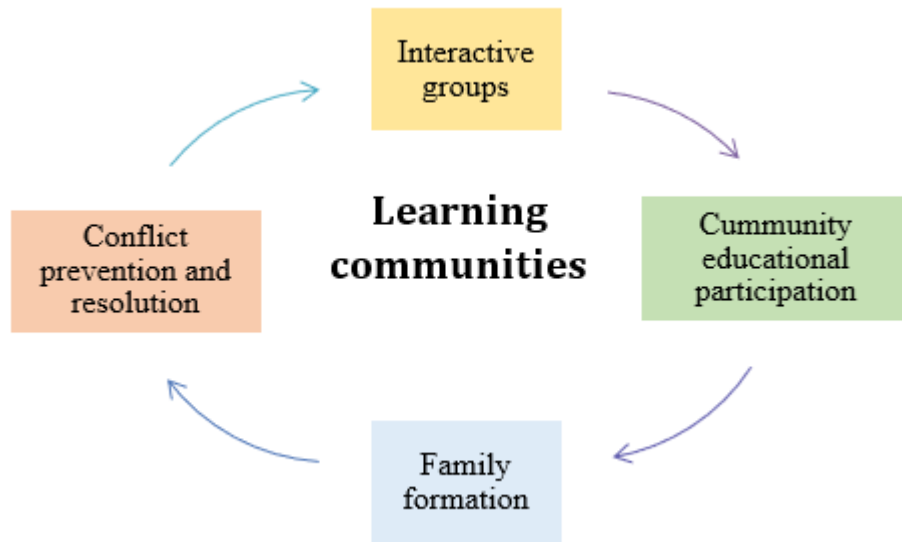 Interactive
groups
Learning
communities
Cummunity
educational
participation
Conflict
prevention and
resolution
Family
formation